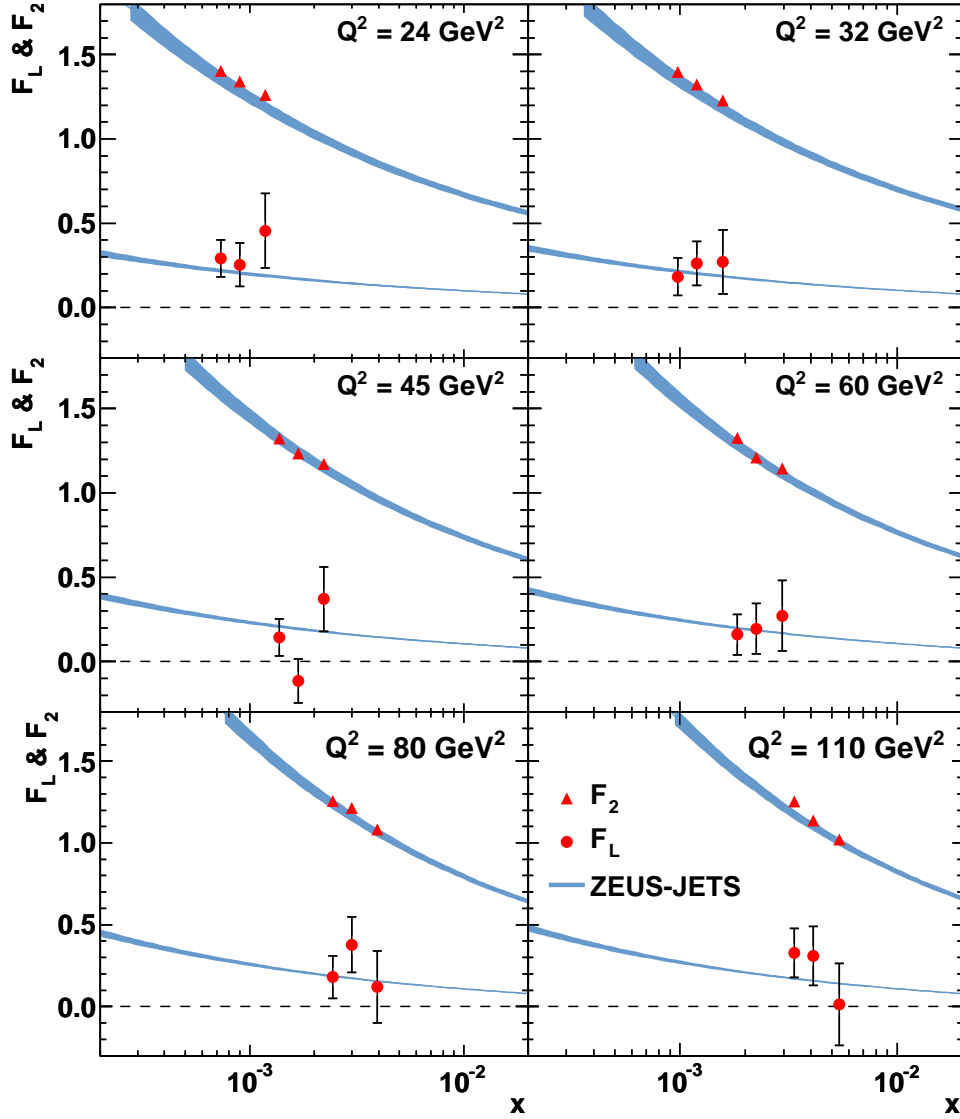 F_L & F_2
Q^2 = 24 GeV^2
Q^2 = 32 GeV^2
1.5
1.0
0.5
0.0
F_L & F_2
Q^2 = 45 GeV^2
Q^2 = 60 GeV^2
1.5
1.0
0.5
0.0
F_L & F_2
Q^2 = 80 GeV^2
Q^2 = 110 GeV^2
1.5
1.0
0.5
0.0
F_2
F_L
ZEUS-JETS
10^-3 10^-2 10^-3 10^-2
x x